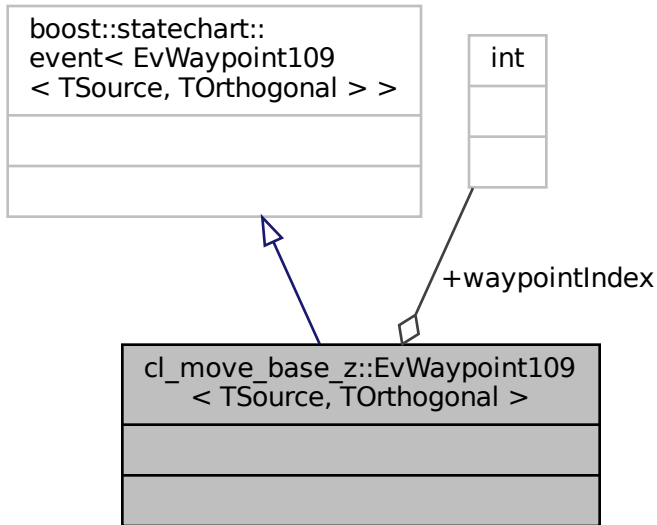 boost::statechart::
event< EvWaypoint109
< TSource, TOrthogonal > >
int
+waypointIndex
cl_move_base_z::EvWaypoint109
< TSource, TOrthogonal >